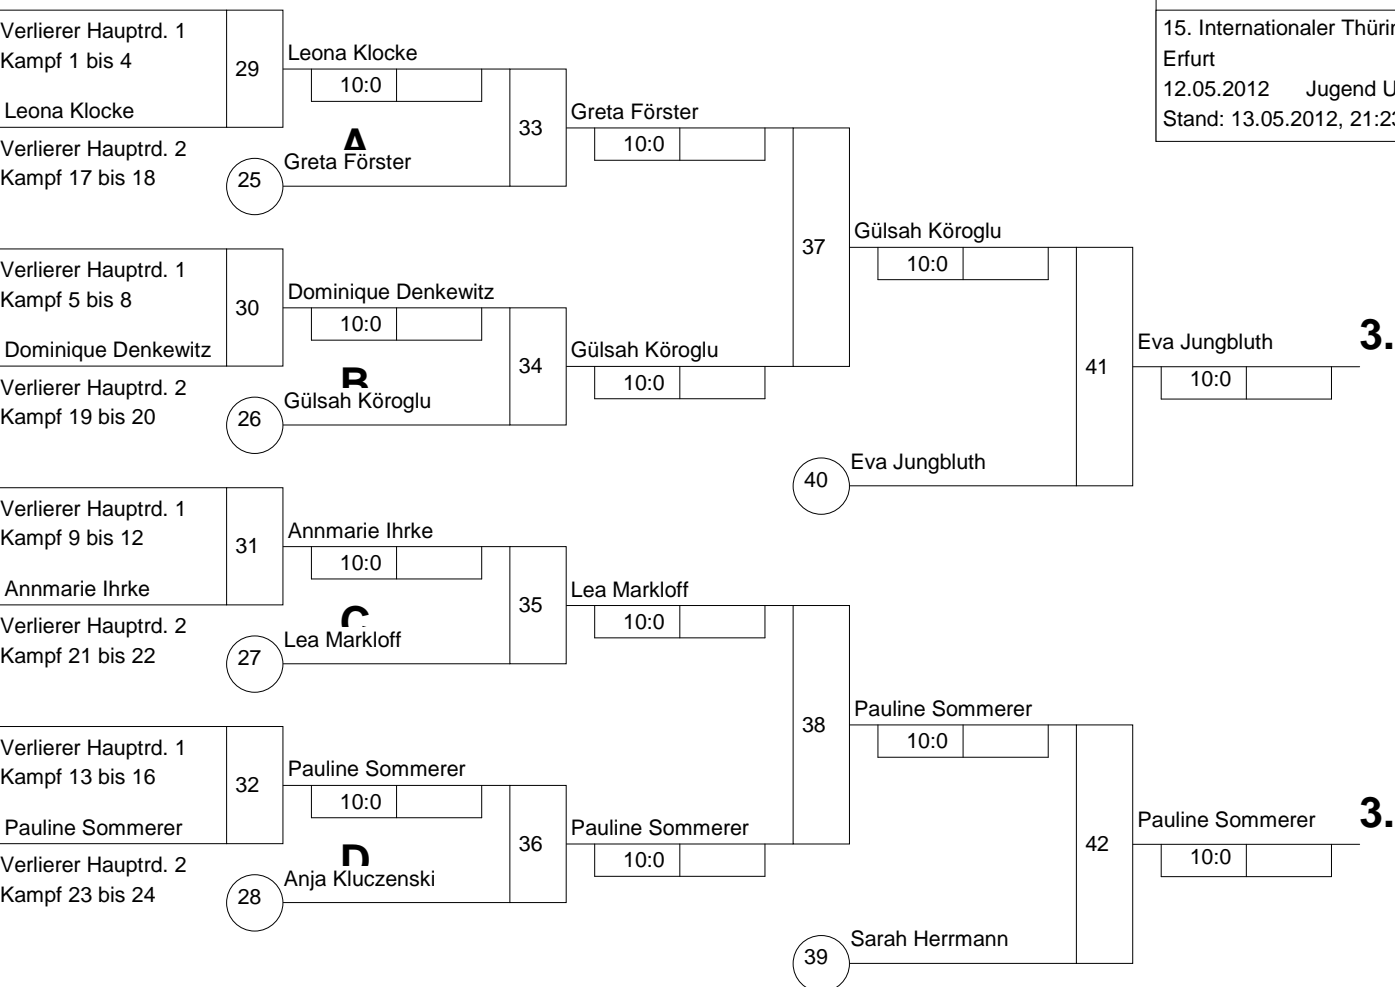 15. Internationaler
Erfurt
12.05.2012 Jugend
Stand: 13.05.2012,
Verlierer Hauptrd. 1
Kampf 1 bis 4
29
Leona Klocke
Leona Klocke
10:0
A
Verlierer Hauptrd. 2
Kampf 17 bis 18
25
Greta Förster
33
Greta Förster
10:0
Verlierer Hauptrd. 1
Kampf 5 bis 8
30
Dominique Denkewitz
Dominique Denkewitz
10:0
B
Verlierer Hauptrd. 2
Kampf 19 bis 20
26
Gülsah Köroglu
34
Gülsah Köroglu
10:0
37
Gülsah Köroglu
10:0
40
Eva Jungbluth
41
Eva Jungbluth
10:0
3.
Verlierer Hauptrd. 1
Kampf 9 bis 12
31
Annmarie Ihrke
Annmarie Ihrke
10:0
C
Verlierer Hauptrd. 2
Kampf 21 bis 22
27
Lea Markloff
35
Lea Markloff
10:0
Verlierer Hauptrd. 1
Kampf 13 bis 16
32
Pauline Sommerer
Pauline Sommerer
10:0
D
Verlierer Hauptrd. 2
Kampf 23 bis 24
28
Anja Kluczenski
36
Pauline Sommerer
10:0
38
Pauline Sommerer
10:0
39
Sarah Herrmann
42
Pauline Sommerer
10:0
3.